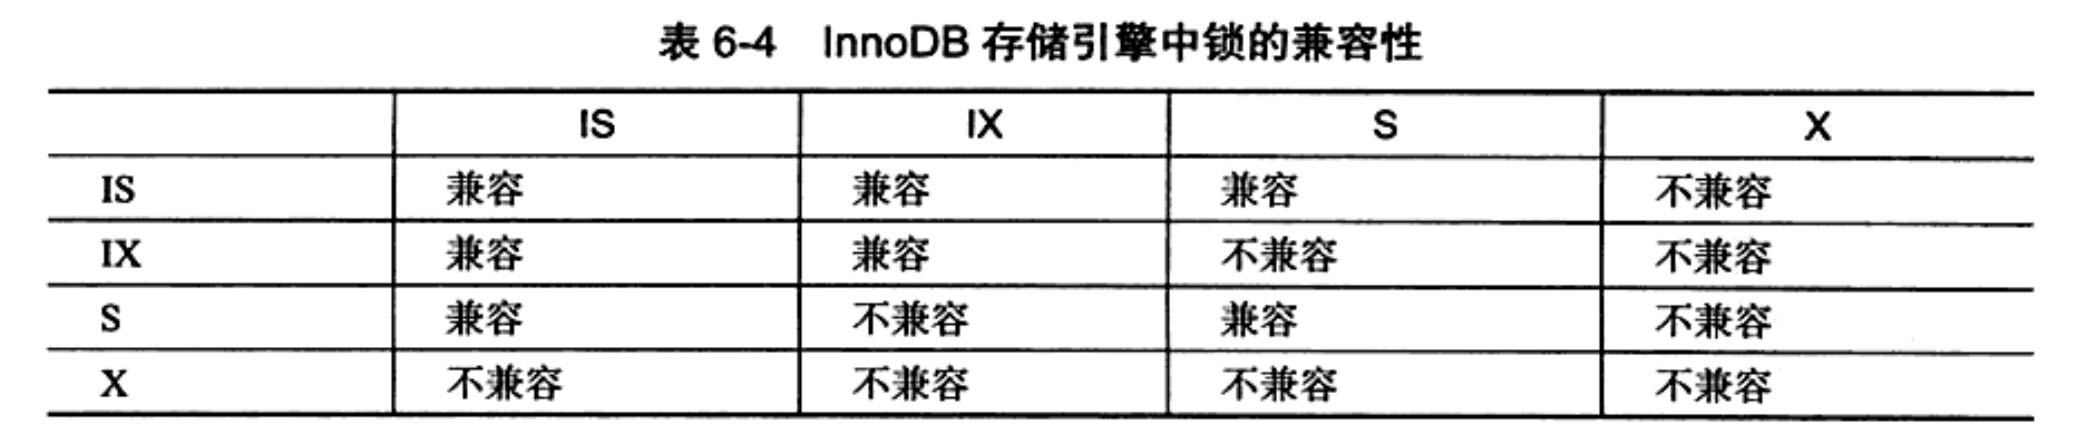 表 6-4 InnoDB 存储引擎中锁的兼容性
IS IX S X
IS 兼容 兼容 兼容 不兼容
IX 兼容 兼容 不兼容 不兼容
S 兼容 不兼容 兼容 不兼容
X 不兼容 不兼容 不兼容 不兼容